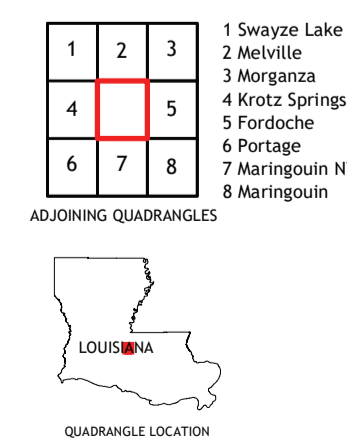 1 2 3
4 5
6 7 8
1 Swayze Lake
2 Melville
3 Morganza
4 Krotz Springs
5 Fordoche
6 Portage
7 Maringouin N
8 Maringouin
ADJOINING QUADRANGLES
LOUISIANA
QUADRANGLE LOCATION